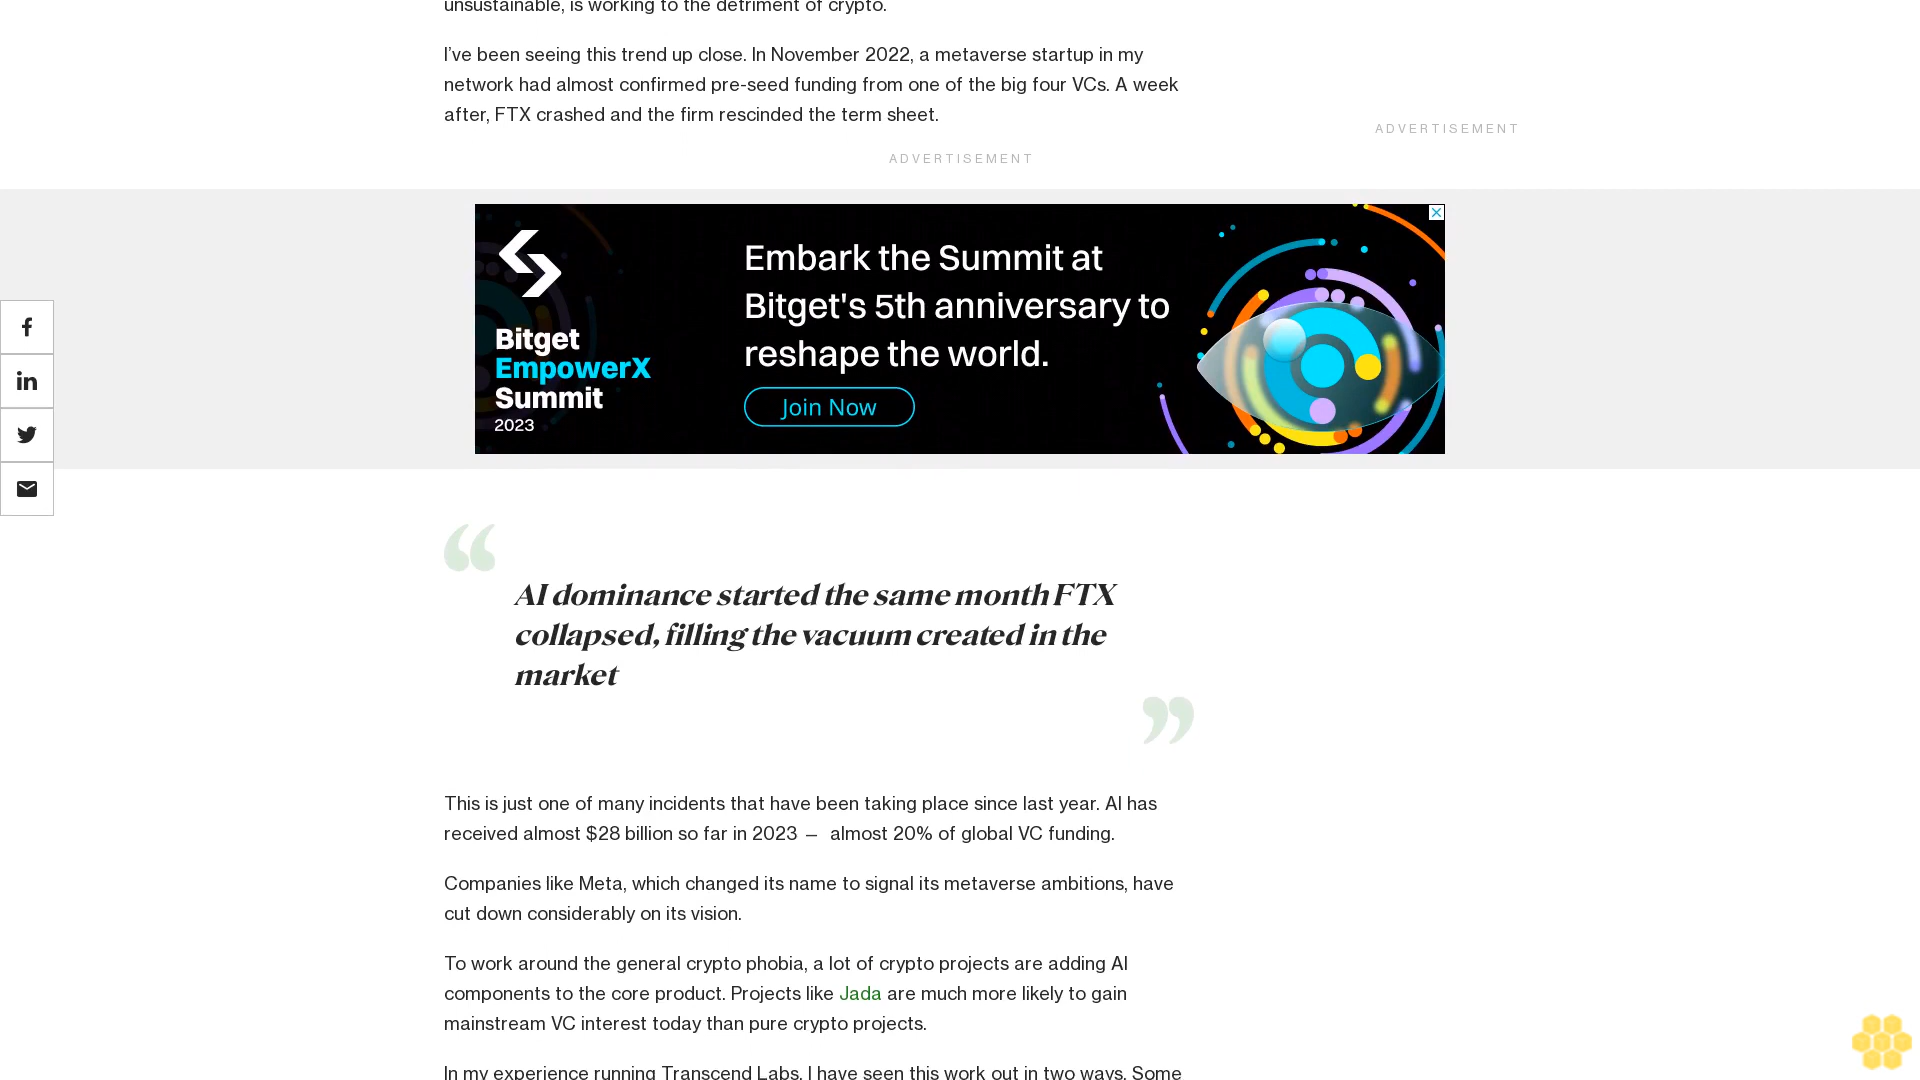 unsustainable, is working to the detriment of crypto.
I’ve been seeing this trend up close. In November 2022, a metaverse startup in my
network had almost confirmed pre-seed funding from one of the big four VCs. A week
after, FTX crashed and the firm rescinded the term sheet.
ADVERTISEMENT
ADVERTISEMENT
Bitget
EmpowerX
Summit
2023
Embark the Summit at
Bitget's 5th anniversary to
reshape the world.
Join Now
“
AI dominance started the same month FTX
collapsed, filling the vacuum created in the
market
”
This is just one of many incidents that have been taking place since last year. AI has
received almost $28 billion so far in 2023 — almost 20% of global VC funding.
Companies like Meta, which changed its name to signal its metaverse ambitions, have
cut down considerably on its vision.
To work around the general crypto phobia, a lot of crypto projects are adding AI
components to the core product. Projects like Jada are much more likely to gain
mainstream VC interest today than pure crypto projects.
In my experience running Transcend Labs, I have seen this work out in two ways. Some